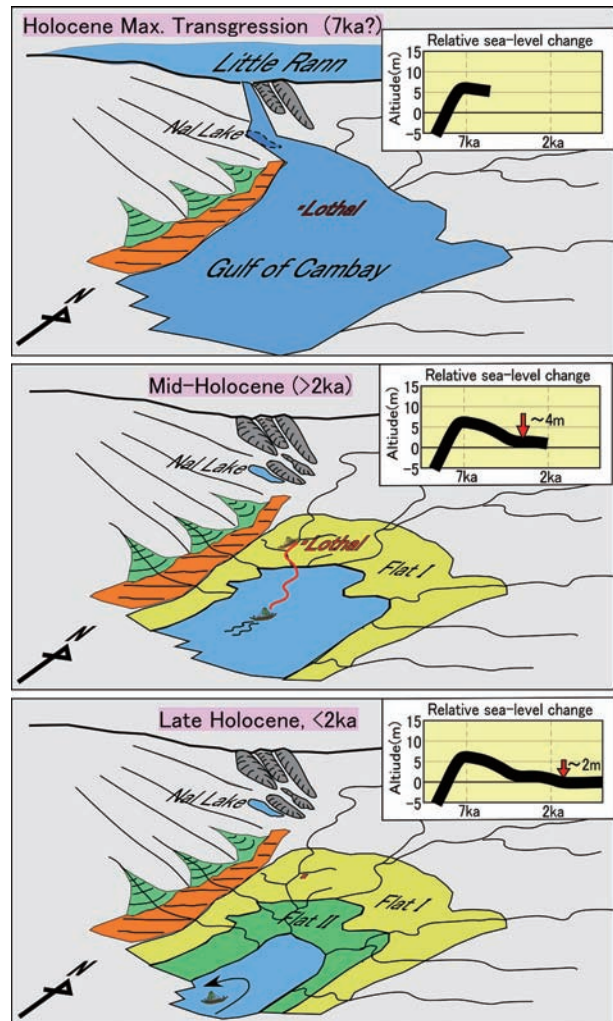 Holocene Max. Transgression (7ka?)
Relative sea-level change
Altiude(m)
15
10
5
0
-5
7ka
2ka
Little Rann
Nal Lake
Lothal
Gulf of Cambay
N
Mid-Holocene (>2ka)
Relative sea-level change
Altiude(m)
15
10
5
0
-5
~4m
7ka
2ka
Nal Lake
Lothal
Flat I
N
Late Holocene, <2ka
Relative sea-level change
Altiude(m)
15
10
5
0
-5
~2m
7ka
2ka
Nal Lake
Flat I
Flat II
N